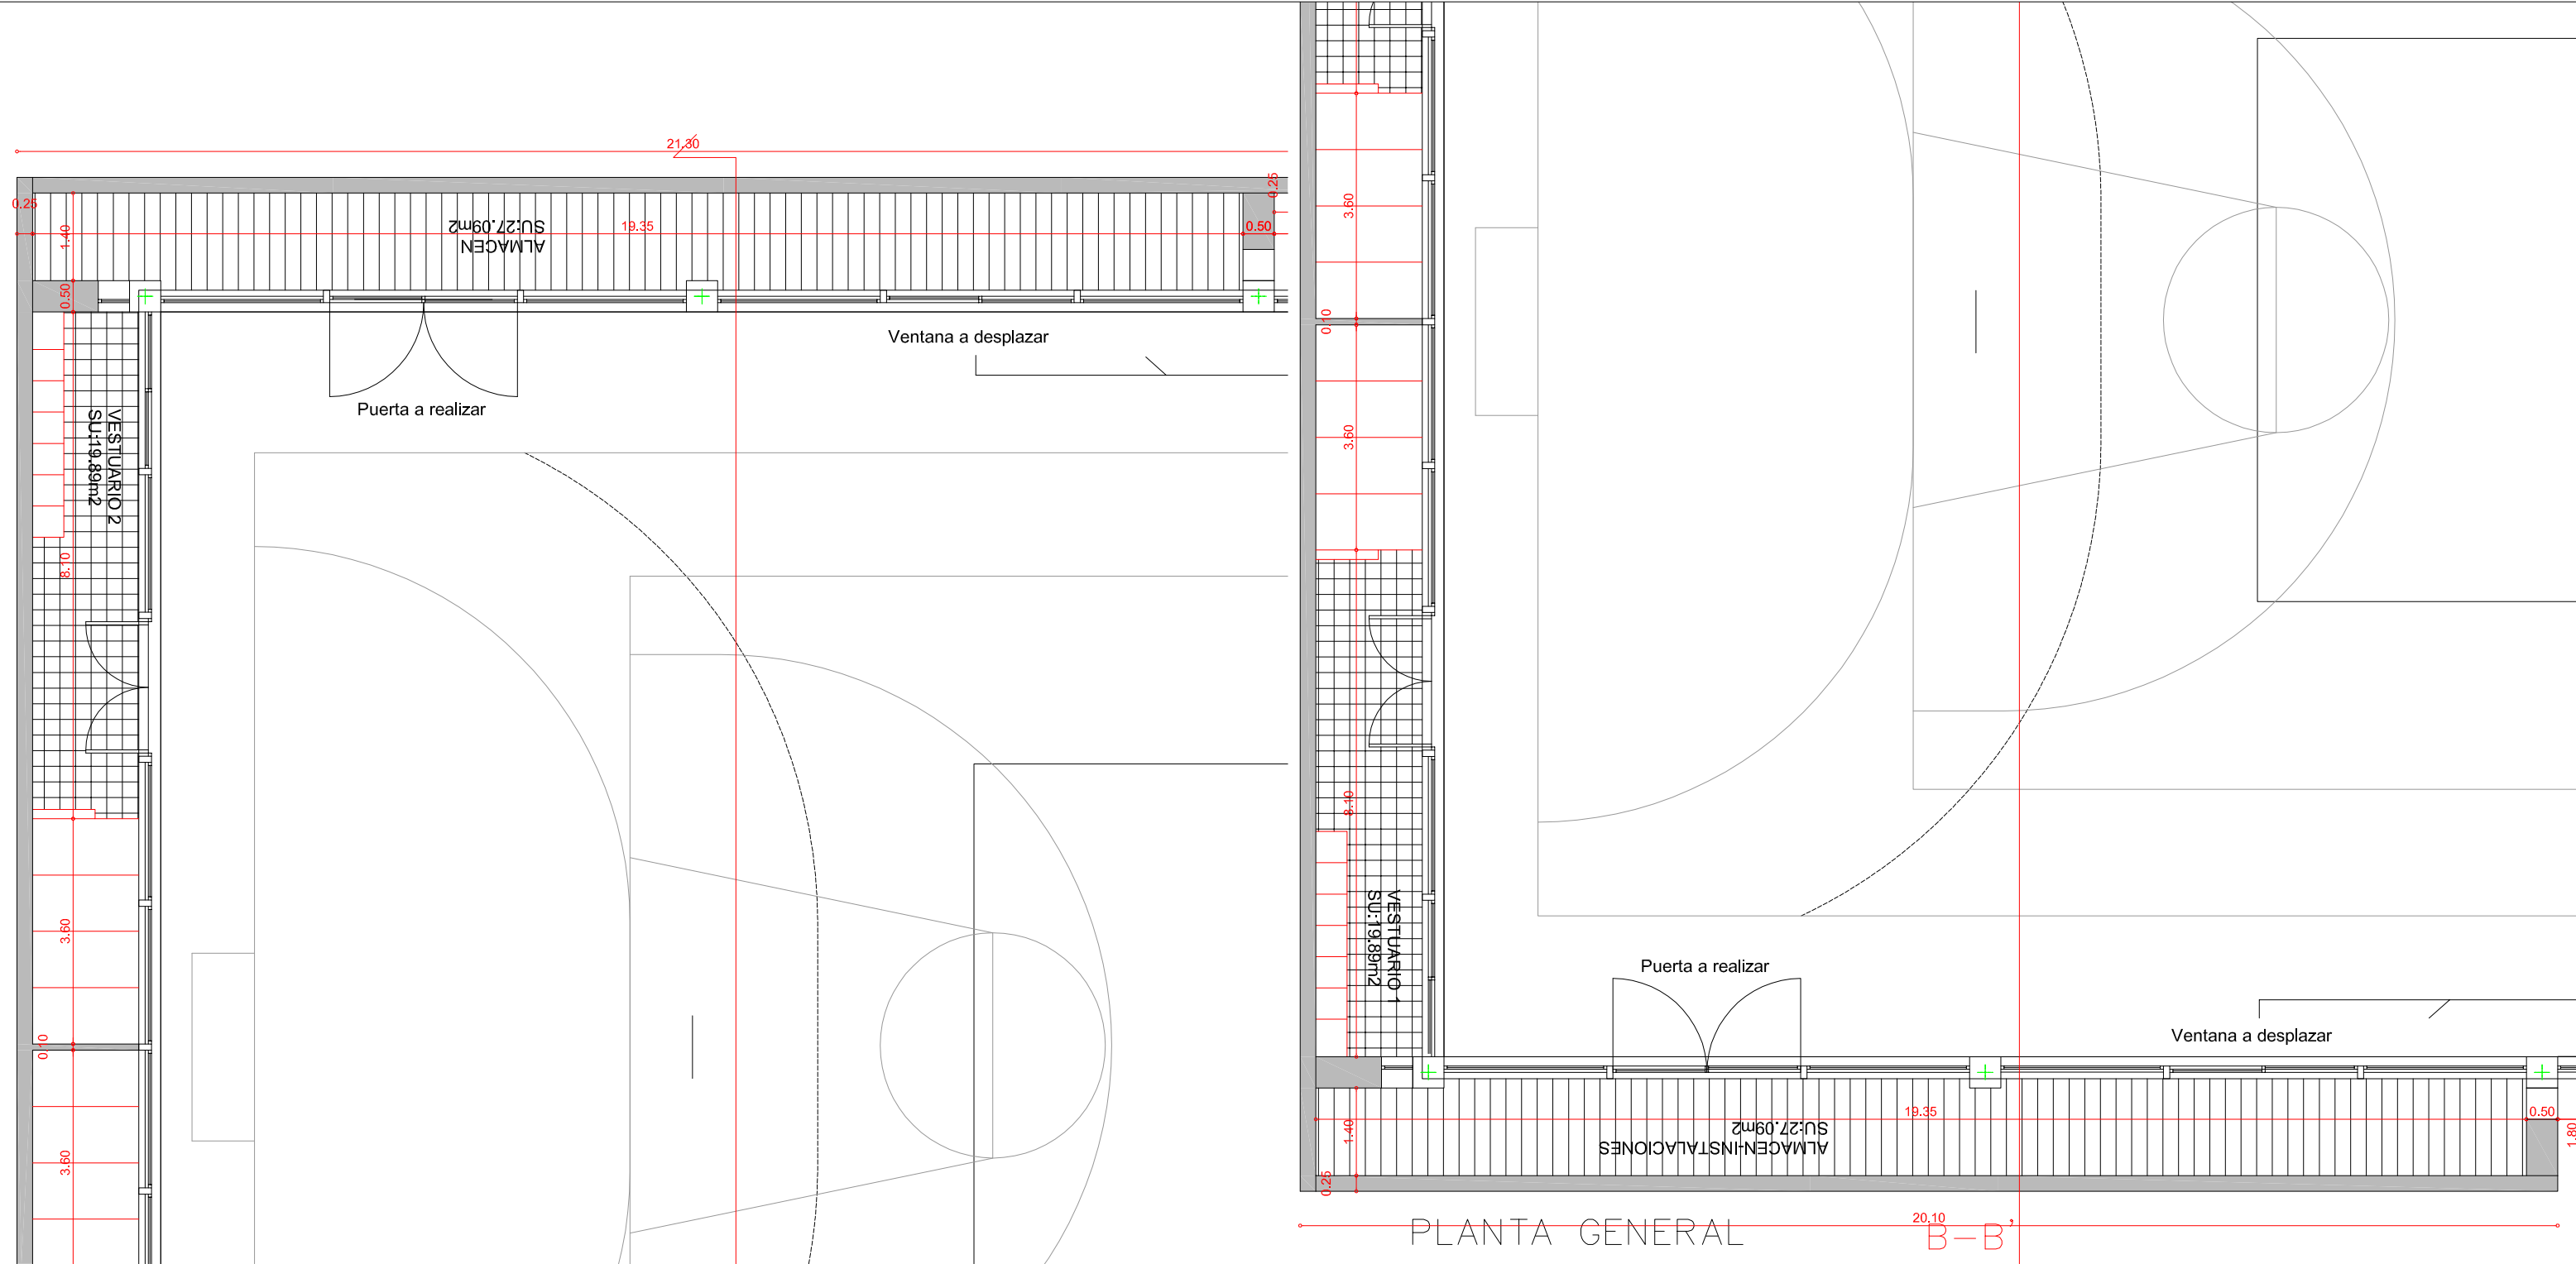 21.30
0.25
0.25
1.40
ALMACEN
SU:27.09m2
19.35
0.50
0.50
Ventana a desplazar
Puerta a realizar
VESTUARIO 2
SU:19.89m2
8.10
3.60
0.10
3.60
3.60
0.10
3.60
8.10
VESTUARIO 1
SU:19.89m2
Puerta a realizar
Ventana a desplazar
19.35
0.50
1.40
ALMACEN-INSTALACIONES
SU:27.09m2
1.80
0.25
20.10
PLANTA GENERAL
B-B'